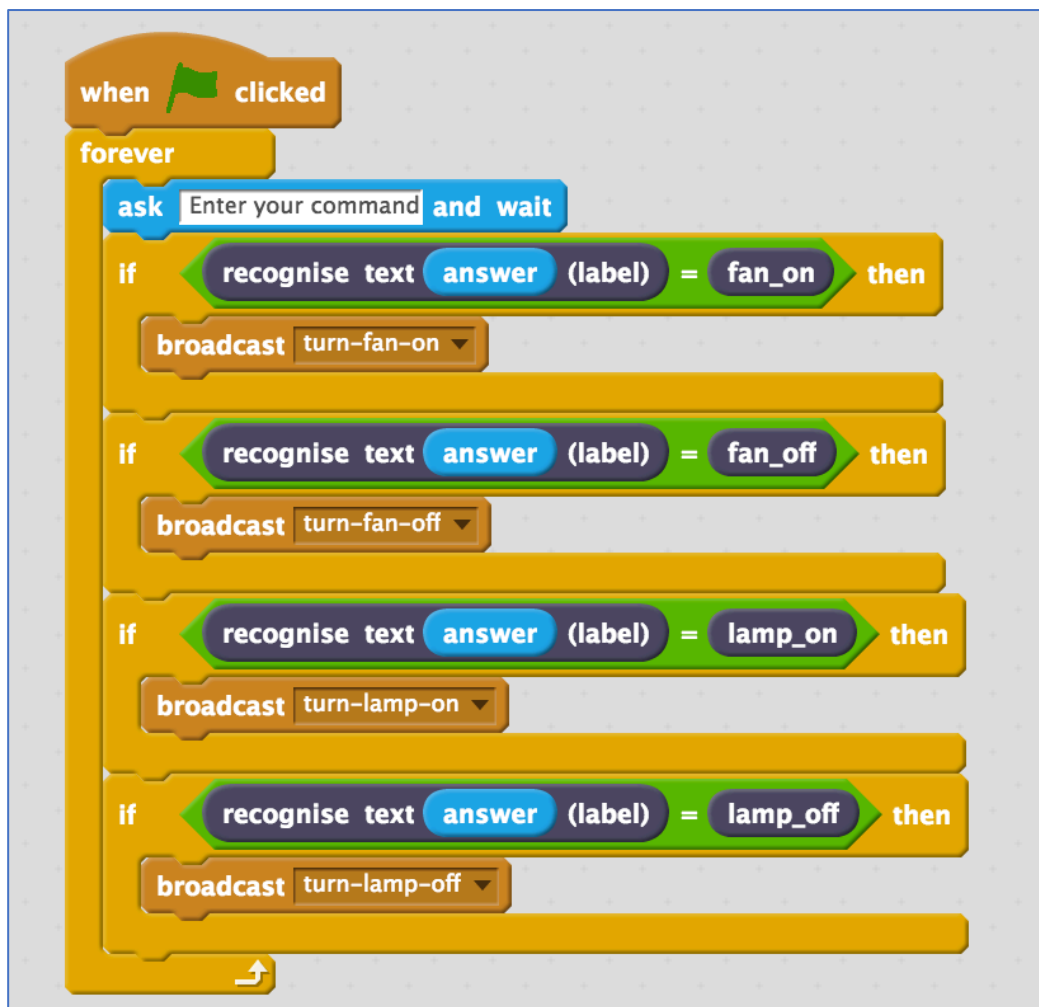 when clicked
forever
ask Enter your command and wait
if recognise text answer (label) = fan_on then
broadcast turn-fan-on
if recognise text answer (label) = fan_off then
broadcast turn-fan-off
if recognise text answer (label) = lamp_on then
broadcast turn-lamp-on
if recognise text answer (label) = lamp_off then
broadcast turn-lamp-off